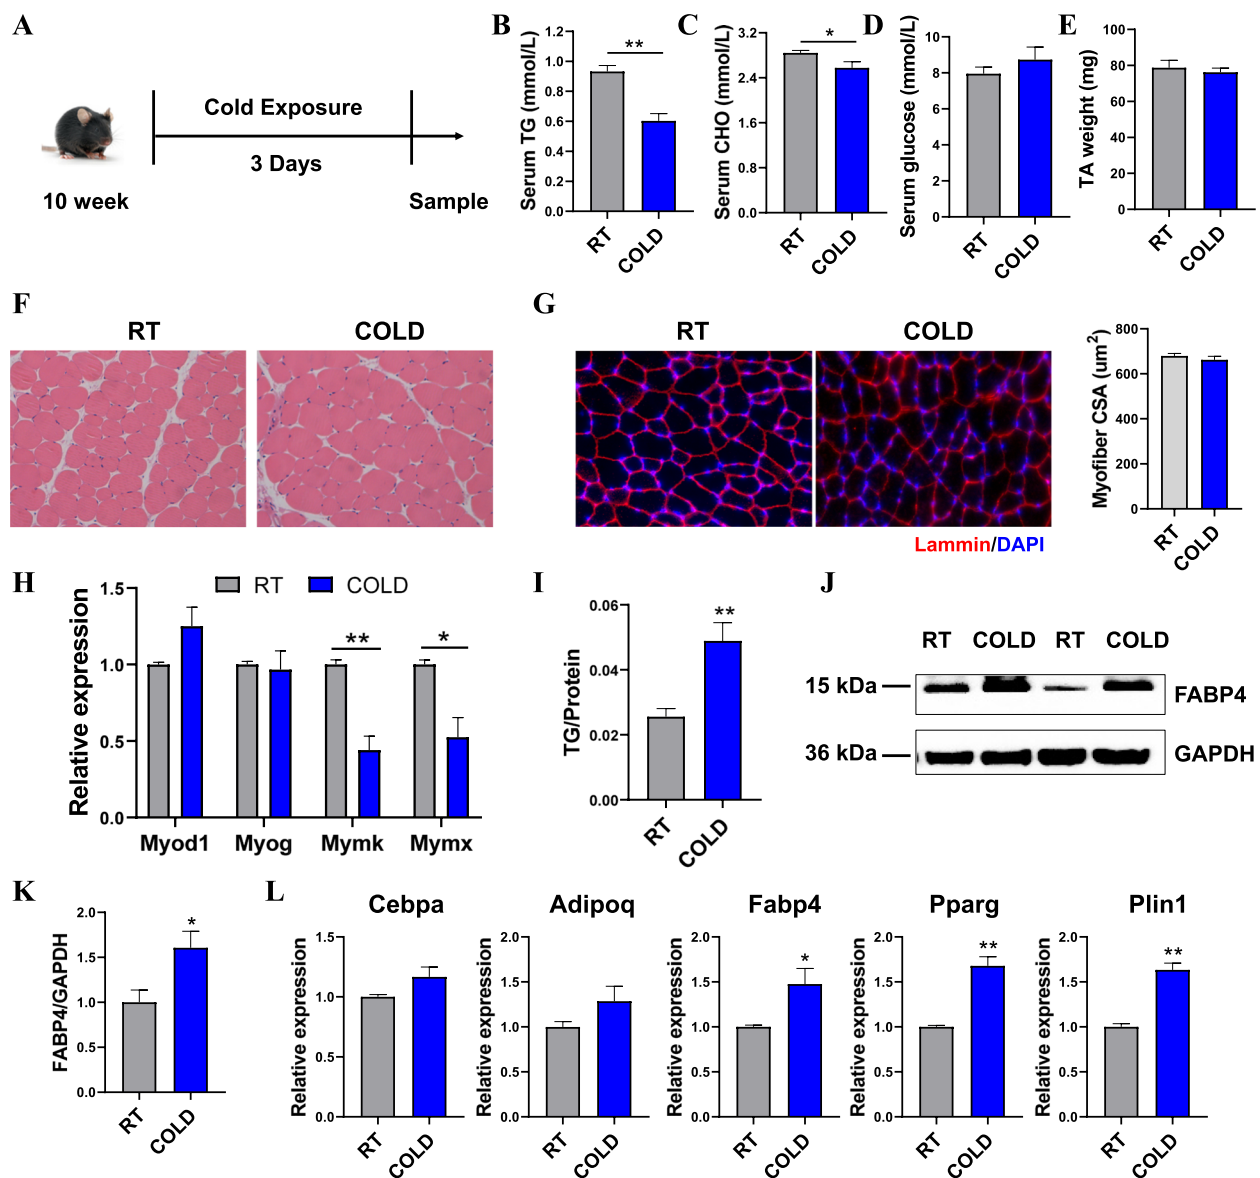 A
Cold Exposure
3 Days
10 week
Sample
B
Serum TG (mmol/L)
1.2
1.0
0.8
0.6
0.4
0.2
0.0
**
RT
COLD
C
Serum CHO (mmol/L)
3.2
2.4
1.6
0.8
0.0
*
RT
COLD
D
Serum glucose (mmol/L)
10
8
6
4
2
0
RT
COLD
E
TA weight (mg)
100
80
60
40
20
0
RT
COLD
F
RT
COLD
G
RT
COLD
Lammin/DAPI
Myofiber CSA (um²)
800
600
400
200
0
RT
COLD
H
RT
COLD
Relative expression
1.5
1.0
0.5
0.0
**
*
Myod1
Myog
Mymk
Mymx
I
TG/Protein
0.06
0.04
0.02
0.00
**
RT
COLD
J
RT COLD RT COLD
15 kDa
FABP4
36 kDa
GAPDH
K
FABP4/GAPDH
2.0
1.5
1.0
0.5
0.0
*
RT
COLD
L
Cebpa
Relative expression
1.5
1.0
0.5
0.0
RT
COLD
Adipoq
Relative expression
2.0
1.5
1.0
0.5
0.0
RT
COLD
Fabp4
Relative expression
2.0
1.5
1.0
0.5
0.0
*
RT
COLD
Pparg
Relative expression
2.0
1.5
1.0
0.5
0.0
**
RT
COLD
Plin1
Relative expression
2.0
1.5
1.0
0.5
0.0
**
RT
COLD